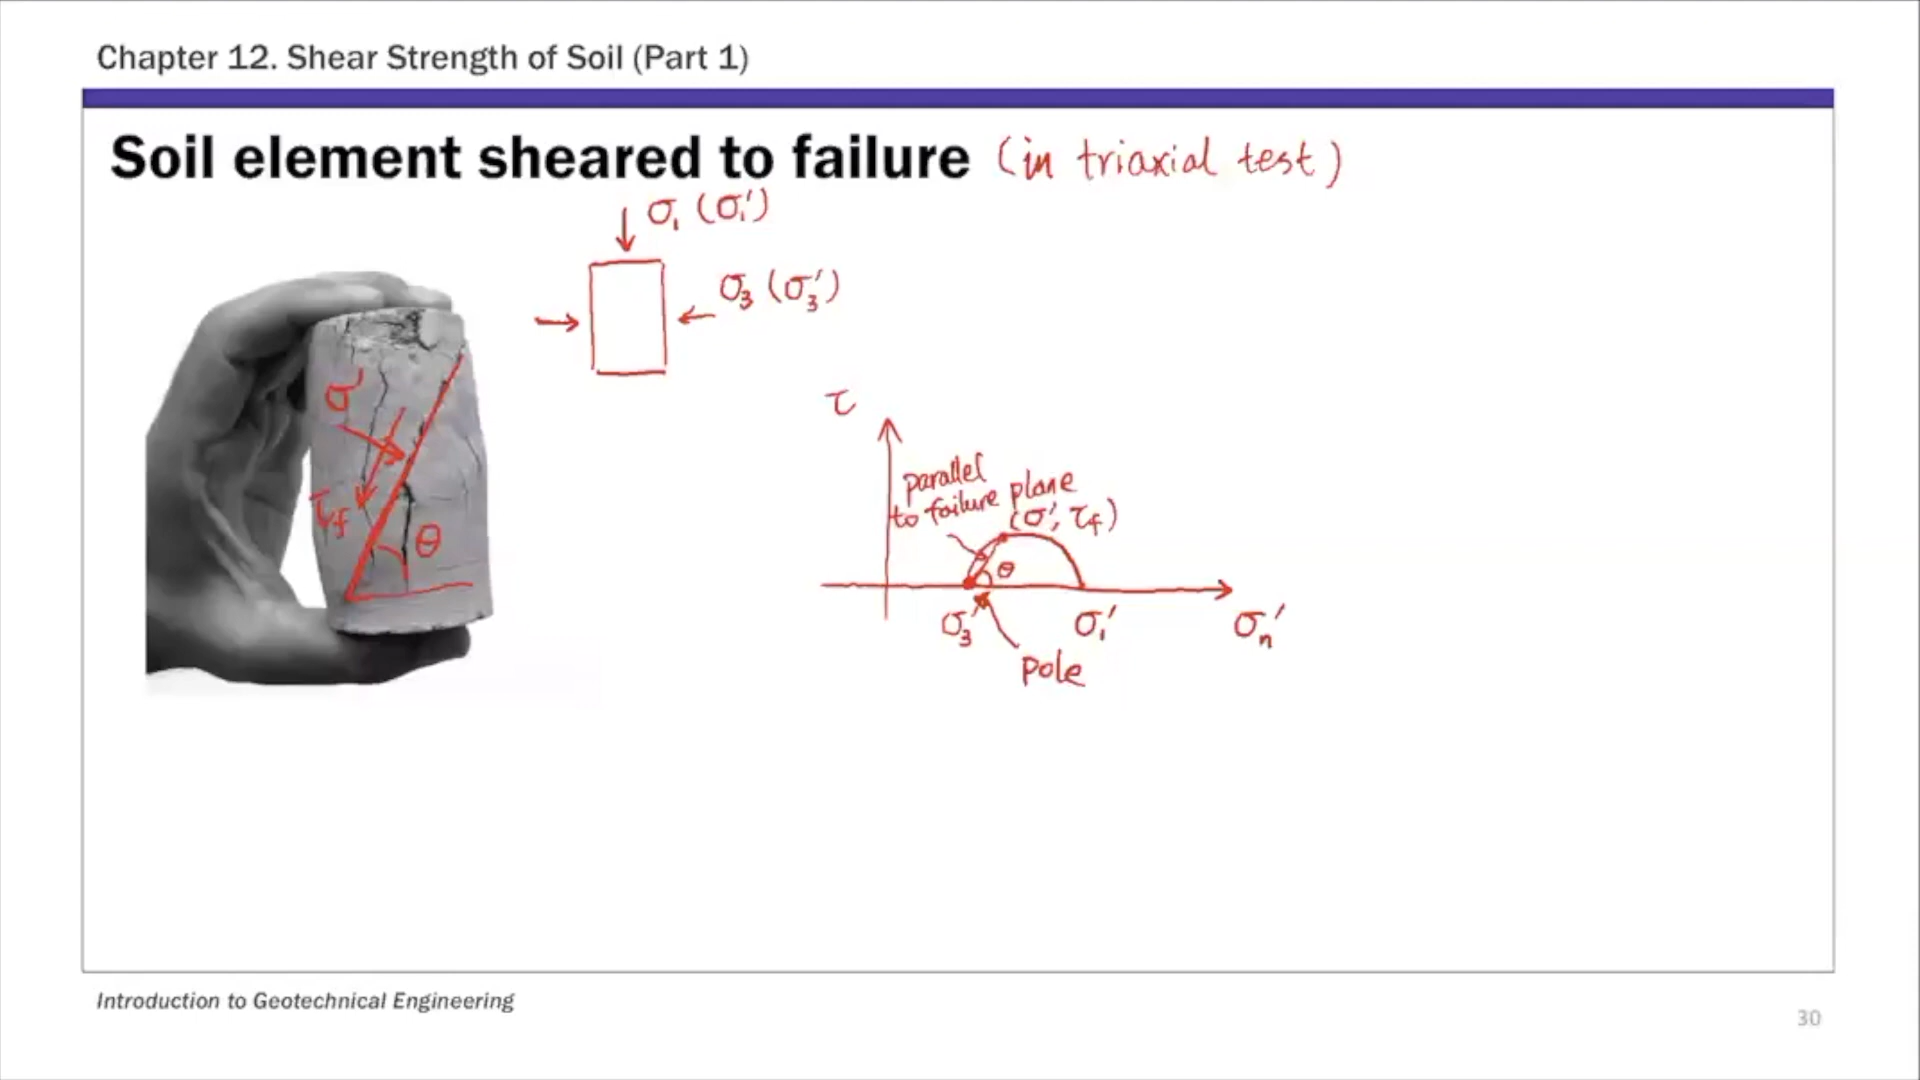 Chapter 12. Shear Strength of Soil (Part 1)
Soil element sheared to failure (in triaxial test)
σ₁ (σ₁′)
σ₃ (σ₃′)
σ′
τf
θ
τ
parallel
to failure plane
(σ′, τf)
θ
σ₃′
σ₁′
σn′
pole
Introduction to Geotechnical Engineering
30